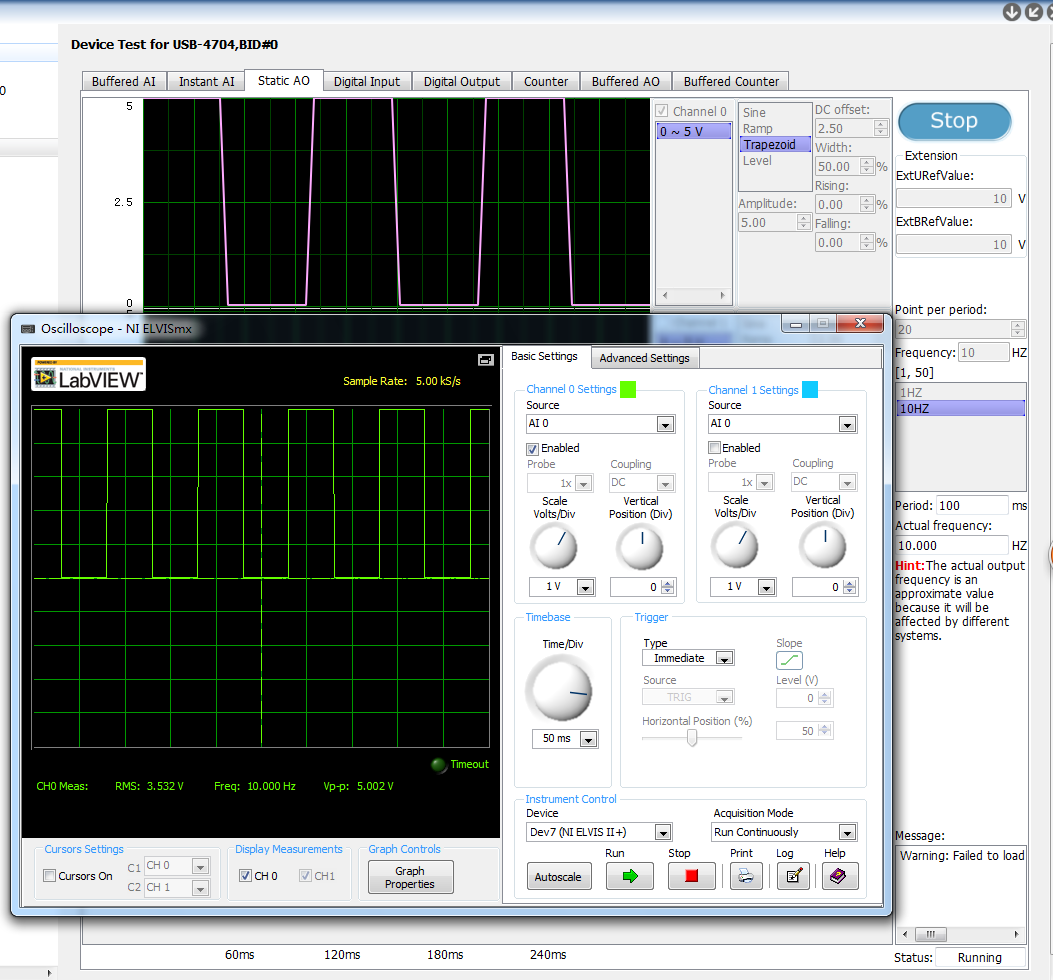 Device Test for USB-4704,BID#0
0
Buffered AI
Instant AI
Static AO
Digital Input
Digital Output
Counter
Buffered AO
Buffered Counter
5
2.5
0
Channel 0
0 ~ 5 V
Sine
Ramp
Trapezoid
Level
Amplitude:
5.00
DC offset:
2.50
Width:
50.00 %
Rising:
0.00 %
Falling:
0.00 %
Stop
Extension
ExtURefValue:
10 V
ExtBRefValue:
10 V
Point per period:
20
Frequency: 10 HZ
[1, 50]
1HZ
10HZ
Period: 100 ms
Actual frequency:
10.000 HZ
Hint:The actual output
frequency is an
approximate value
because it will be
affected by different
systems.
Message:
Warning: Failed to load
Status: Running
Oscilloscope - NI ELVISmx
POWERED BY
NATIONAL INSTRUMENTS
LabVIEW™
Sample Rate: 5.00 kS/s
Timeout
CH0 Meas: RMS: 3.532 V Freq: 10.000 Hz Vp-p: 5.002 V
Cursors Settings
Cursors On
C1 CH 0
C2 CH 1
Display Measurements
CH 0
CH1
Graph Controls
Graph
Properties
Basic Settings
Advanced Settings
Channel 0 Settings
Source
AI 0
Enabled
Probe
1x
Coupling
DC
Scale
Volts/Div
Vertical
Position (Div)
1 V
0
Channel 1 Settings
Source
AI 0
Enabled
Probe
1x
Coupling
DC
Scale
Volts/Div
Vertical
Position (Div)
1 V
0
Timebase
Time/Div
50 ms
Trigger
Type
Immediate
Slope
Source
TRIG
Level (V)
0
Horizontal Position (%)
50
Instrument Control
Device
Dev7 (NI ELVIS II+)
Acquisition Mode
Run Continuously
Autoscale
Run
Stop
Print
Log
Help
60ms
120ms
180ms
240ms